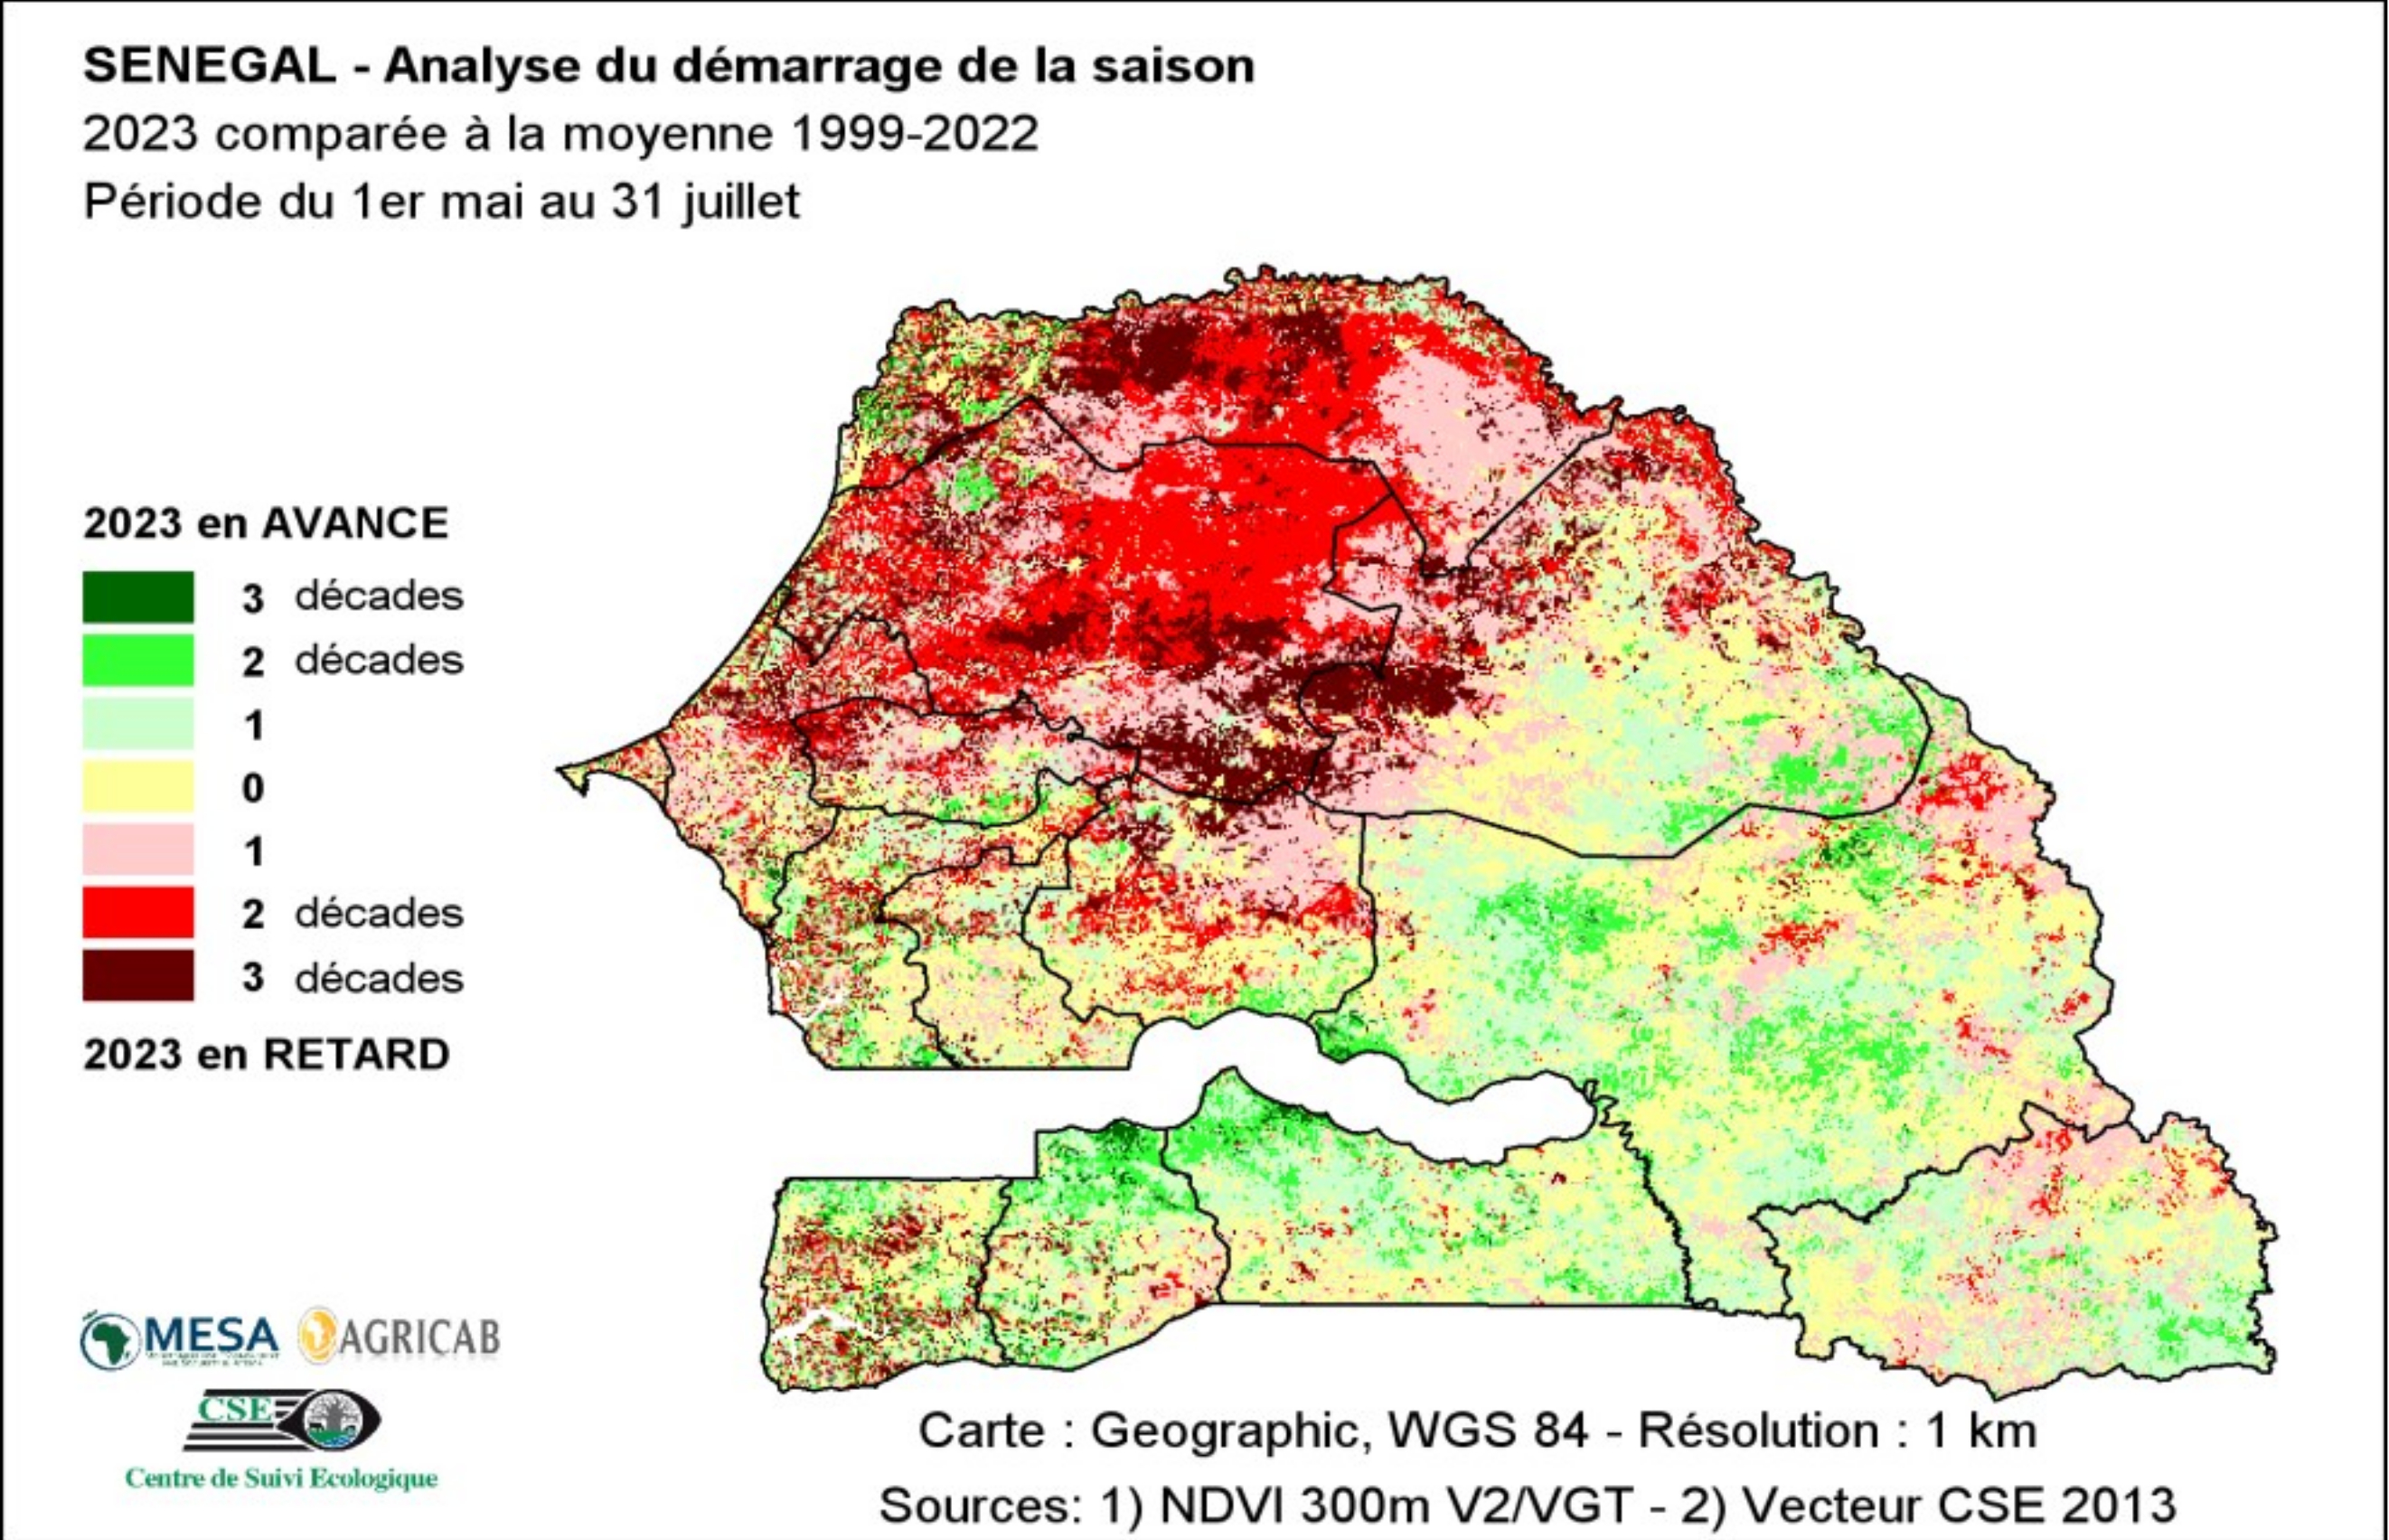 SENEGAL - Analyse du démarrage de la saison
2023 comparée à la moyenne 1999-2022
Période du 1er mai au 31 juillet
2023 en AVANCE
3 décades
2 décades
1
0
1
2 décades
3 décades
2023 en RETARD
MESA AGRICAB
CSE
Centre de Suivi Ecologique
Carte : Geographic, WGS 84 - Résolution : 1 km
Sources: 1) NDVI 300m V2/VGT - 2) Vecteur CSE 2013